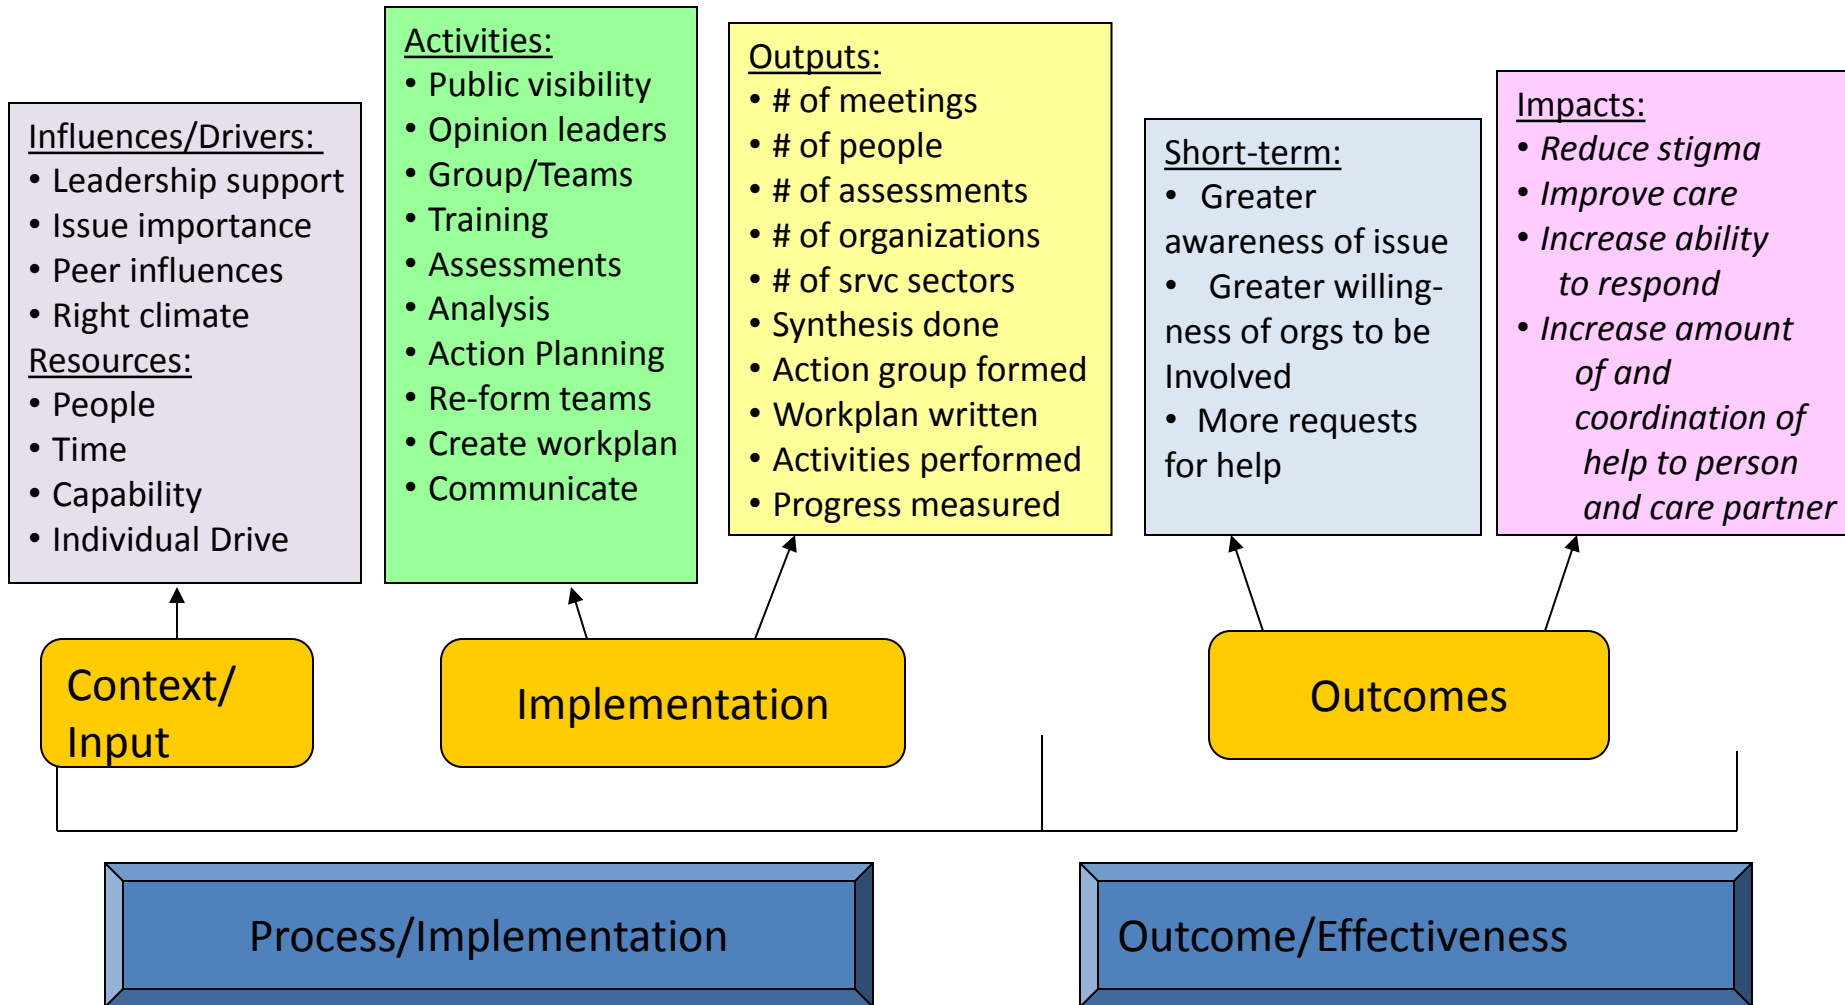 Influences/Drivers:
• Leadership support
• Issue importance
• Peer influences
• Right climate
Resources:
• People
• Time
• Capability
• Individual Drive
Activities:
• Public visibility
• Opinion leaders
• Group/Teams
• Training
• Assessments
• Analysis
• Action Planning
• Re-form teams
• Create workplan
• Communicate
Outputs:
• # of meetings
• # of people
• # of assessments
• # of organizations
• # of srvc sectors
• Synthesis done
• Action group formed
• Workplan written
• Activities performed
• Progress measured
Short-term:
• Greater
awareness of issue
• Greater willing-
ness of orgs to be
Involved
• More requests
for help
Impacts:
• Reduce stigma
• Improve care
• Increase ability
to respond
• Increase amount
of and
coordination of
help to person
and care partner
Context/
Input
Implementation
Outcomes
Process/Implementation
Outcome/Effectiveness